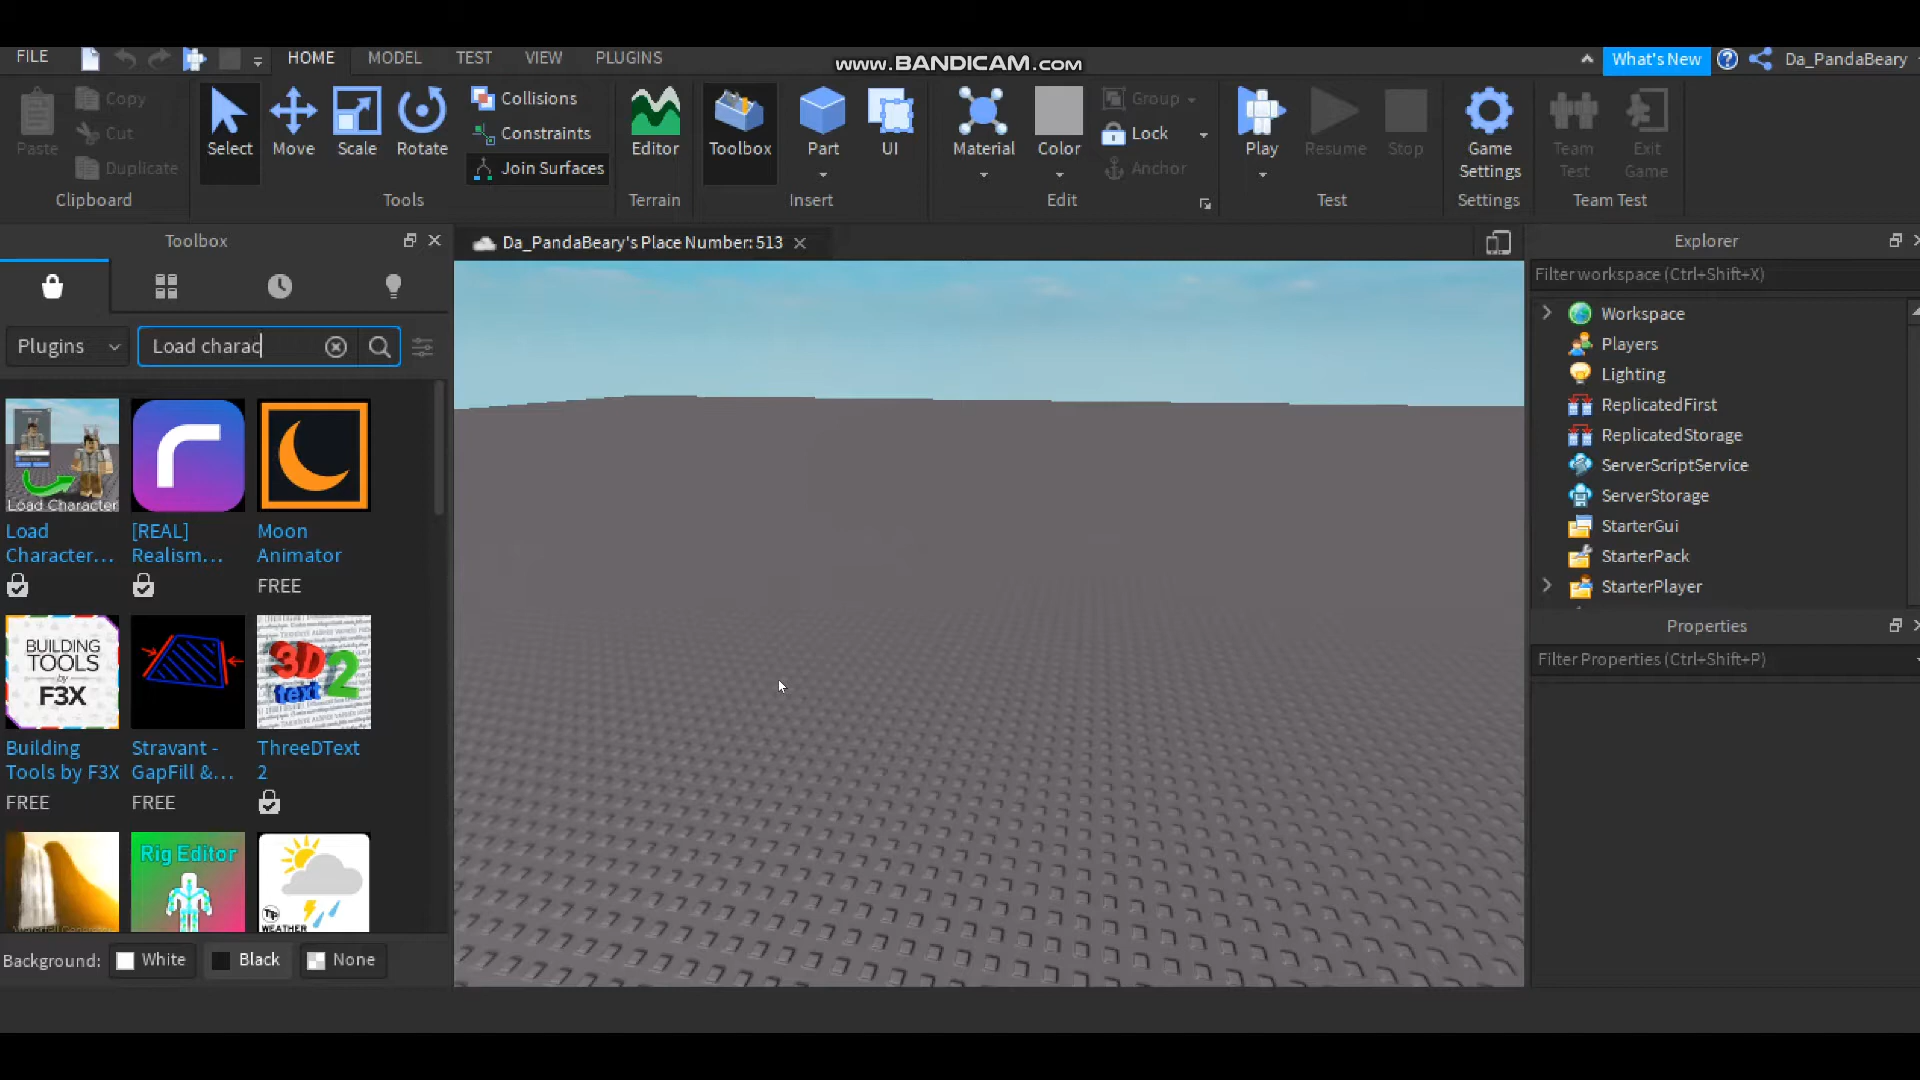 www.BANDICAM.com
FILE
HOME
MODEL
TEST
VIEW
PLUGINS
What's New
Da_PandaBeary
Paste
Copy
Cut
Duplicate
Clipboard
Select
Move
Scale
Rotate
Collisions
Constraints
Join Surfaces
Tools
Editor
Terrain
Toolbox
Part
UI
Insert
Material
Color
Group
Lock
Anchor
Edit
Play
Resume
Stop
Test
Game
Settings
Settings
Team
Test
Exit
Game
Team Test
Toolbox
Da_PandaBeary's Place Number: 513
Plugins
Load charac
Load Character
Load
Character...
[REAL]
Realism...
Moon
Animator
FREE
BUILDING
TOOLS
by
F3X
3D
text 2
Building
Tools by F3X
FREE
Stravant -
GapFill &...
FREE
ThreeDText
2
Rig Editor
WEATHER
Background:
White
Black
None
Explorer
Filter workspace (Ctrl+Shift+X)
Workspace
Players
Lighting
ReplicatedFirst
ReplicatedStorage
ServerScriptService
ServerStorage
StarterGui
StarterPack
StarterPlayer
Properties
Filter Properties (Ctrl+Shift+P)